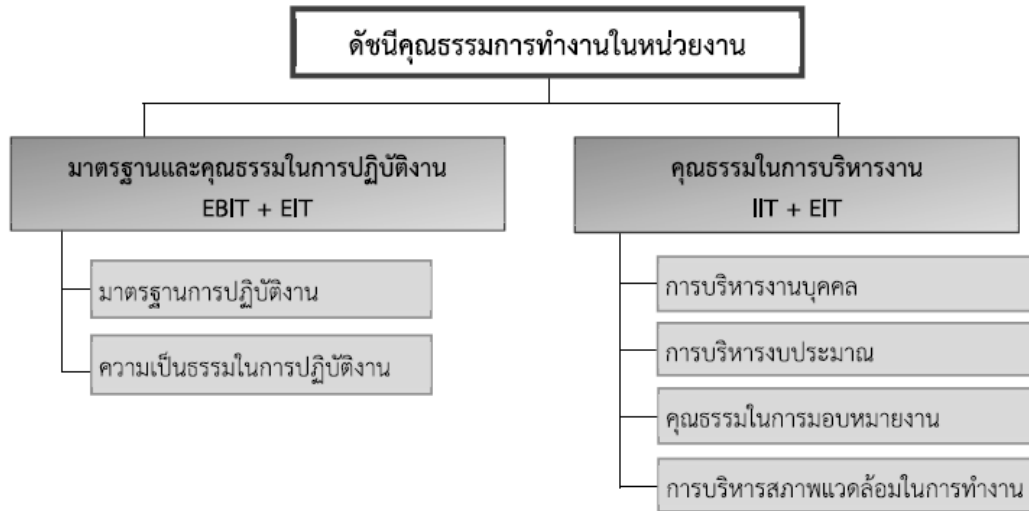 ดัชนีคุณธรรมการทำงานในหน่วยงาน
มาตรฐานและคุณธรรมในการปฏิบัติงาน
EBIT + EIT
มาตรฐานการปฏิบัติงาน
ความเป็นธรรมในการปฏิบัติงาน
คุณธรรมในการบริหารงาน
IIT + EIT
การบริหารงานบุคคล
การบริหารงบประมาณ
คุณธรรมในการมอบหมายงาน
การบริหารสภาพแวดล้อมในการทำงาน